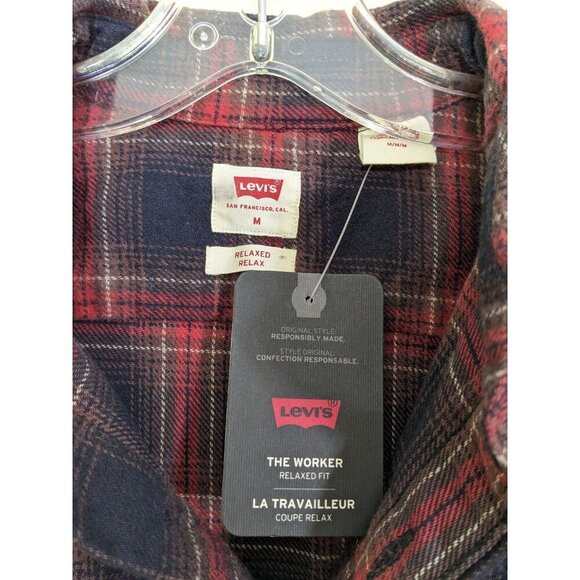 Levi's
SAN FRANCISCO, CAL.
M
RELAXED
RELAX
M/M/M
ORIGINAL STYLE.
RESPONSIBLY MADE.
STYLE ORIGINAL.
CONFECTION RESPONSABLE.
Levi's®
THE WORKER
RELAXED FIT
LA TRAVAILLEUR
COUPE RELAX